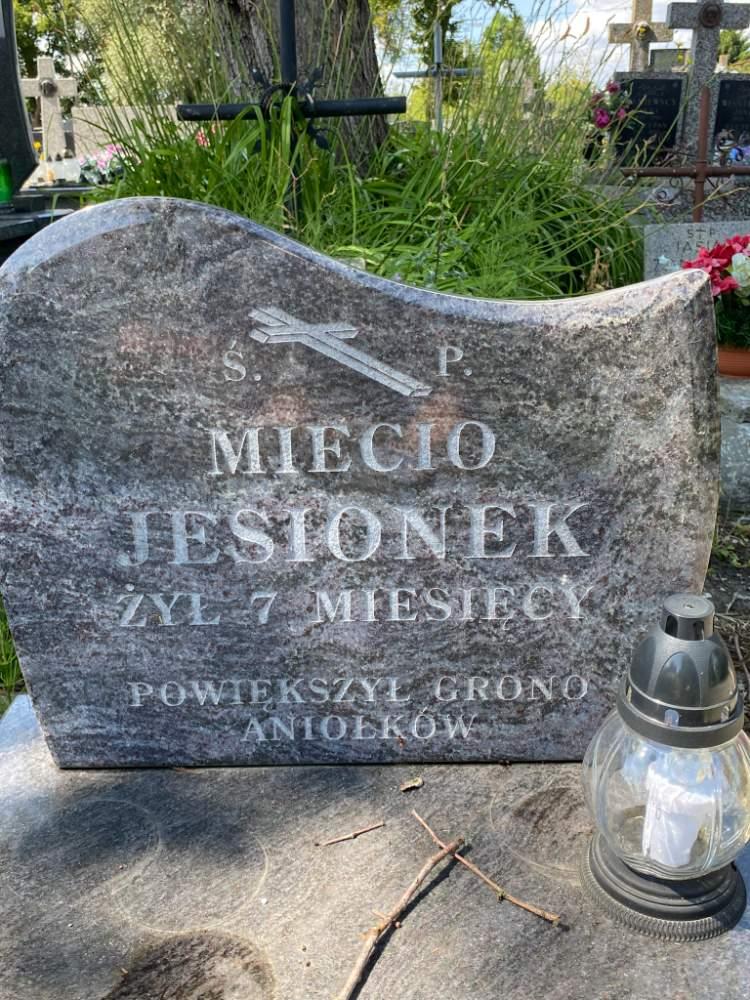 Ś. P.
MIECIO
JESIONEK
ŻYŁ 7 MIESIĘCY
POWIĘKSZYŁ GRONO
ANIOŁKÓW